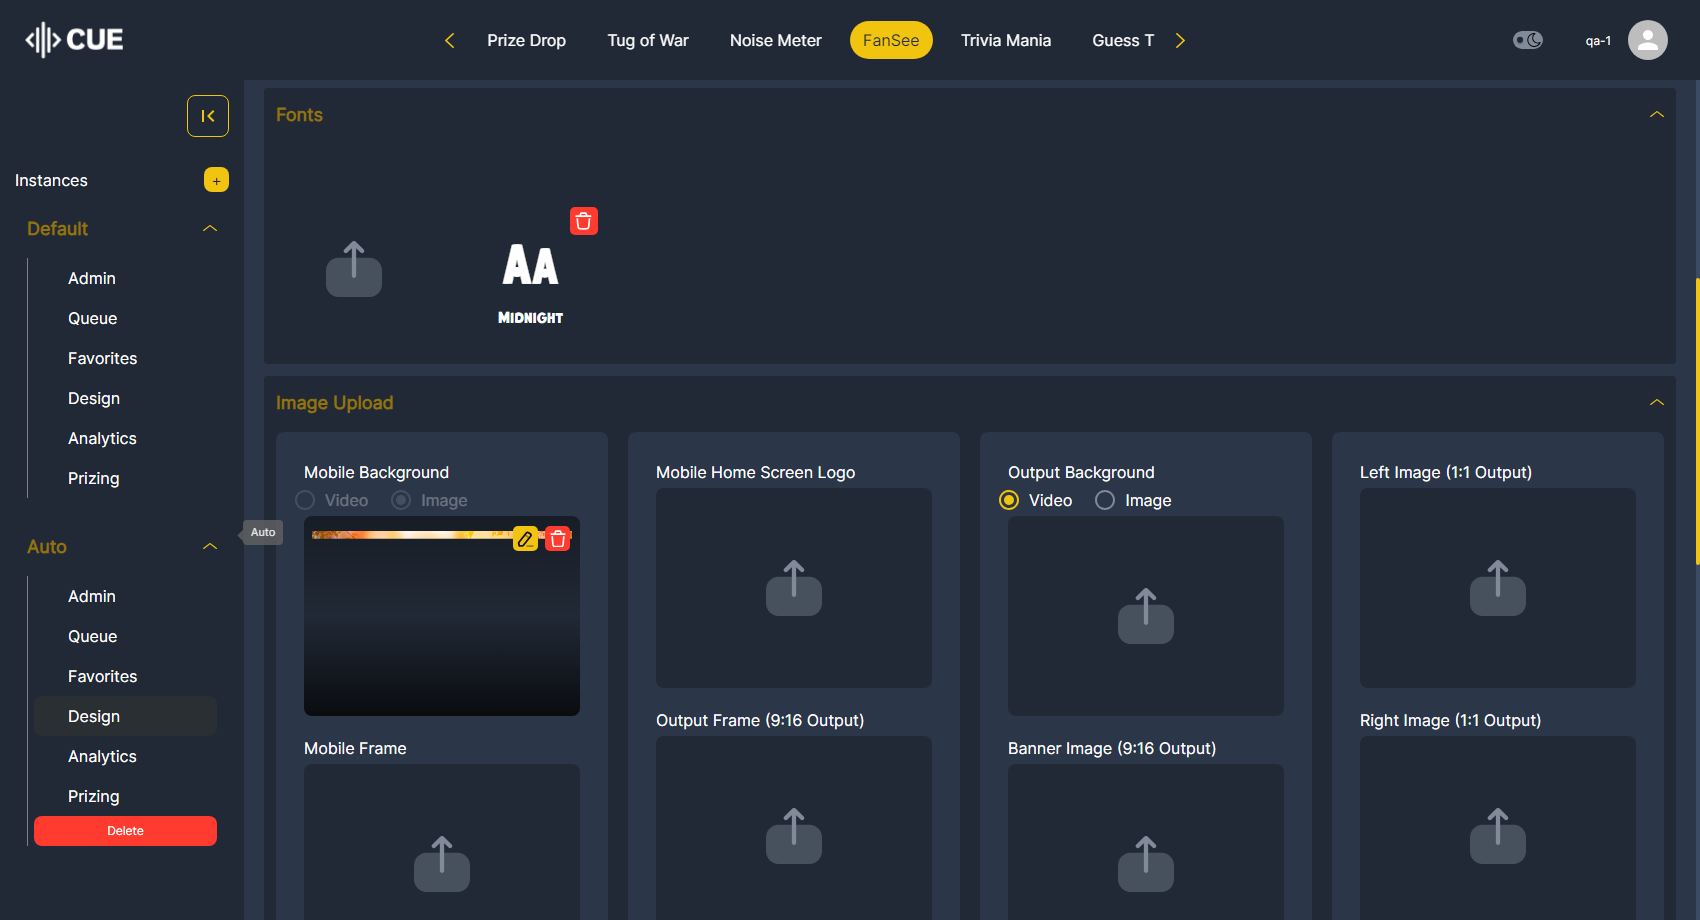 CUE
Prize Drop
Tug of War
Noise Meter
FanSee
Trivia Mania
Guess T
qa-1
Instances
+
Default
Admin
Queue
Favorites
Design
Analytics
Prizing
Auto
Auto
Admin
Queue
Favorites
Design
Analytics
Prizing
Delete
Fonts
AA
MIDNIGHT
Image Upload
Mobile Background
Video Image
Mobile Frame
Mobile Home Screen Logo
Output Frame (9:16 Output)
Output Background
Video Image
Banner Image (9:16 Output)
Left Image (1:1 Output)
Right Image (1:1 Output)